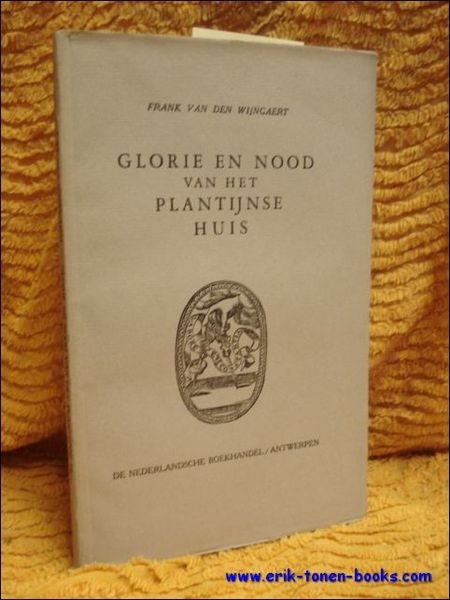 FRANK VAN DEN WIJNGAERT
GLORIE EN NOOD
VAN HET
PLANTIJNSE
HUIS
DE NEDERLANDSCHE BOEKHANDEL/ANTWERPEN
www.erik-tonen-books.com